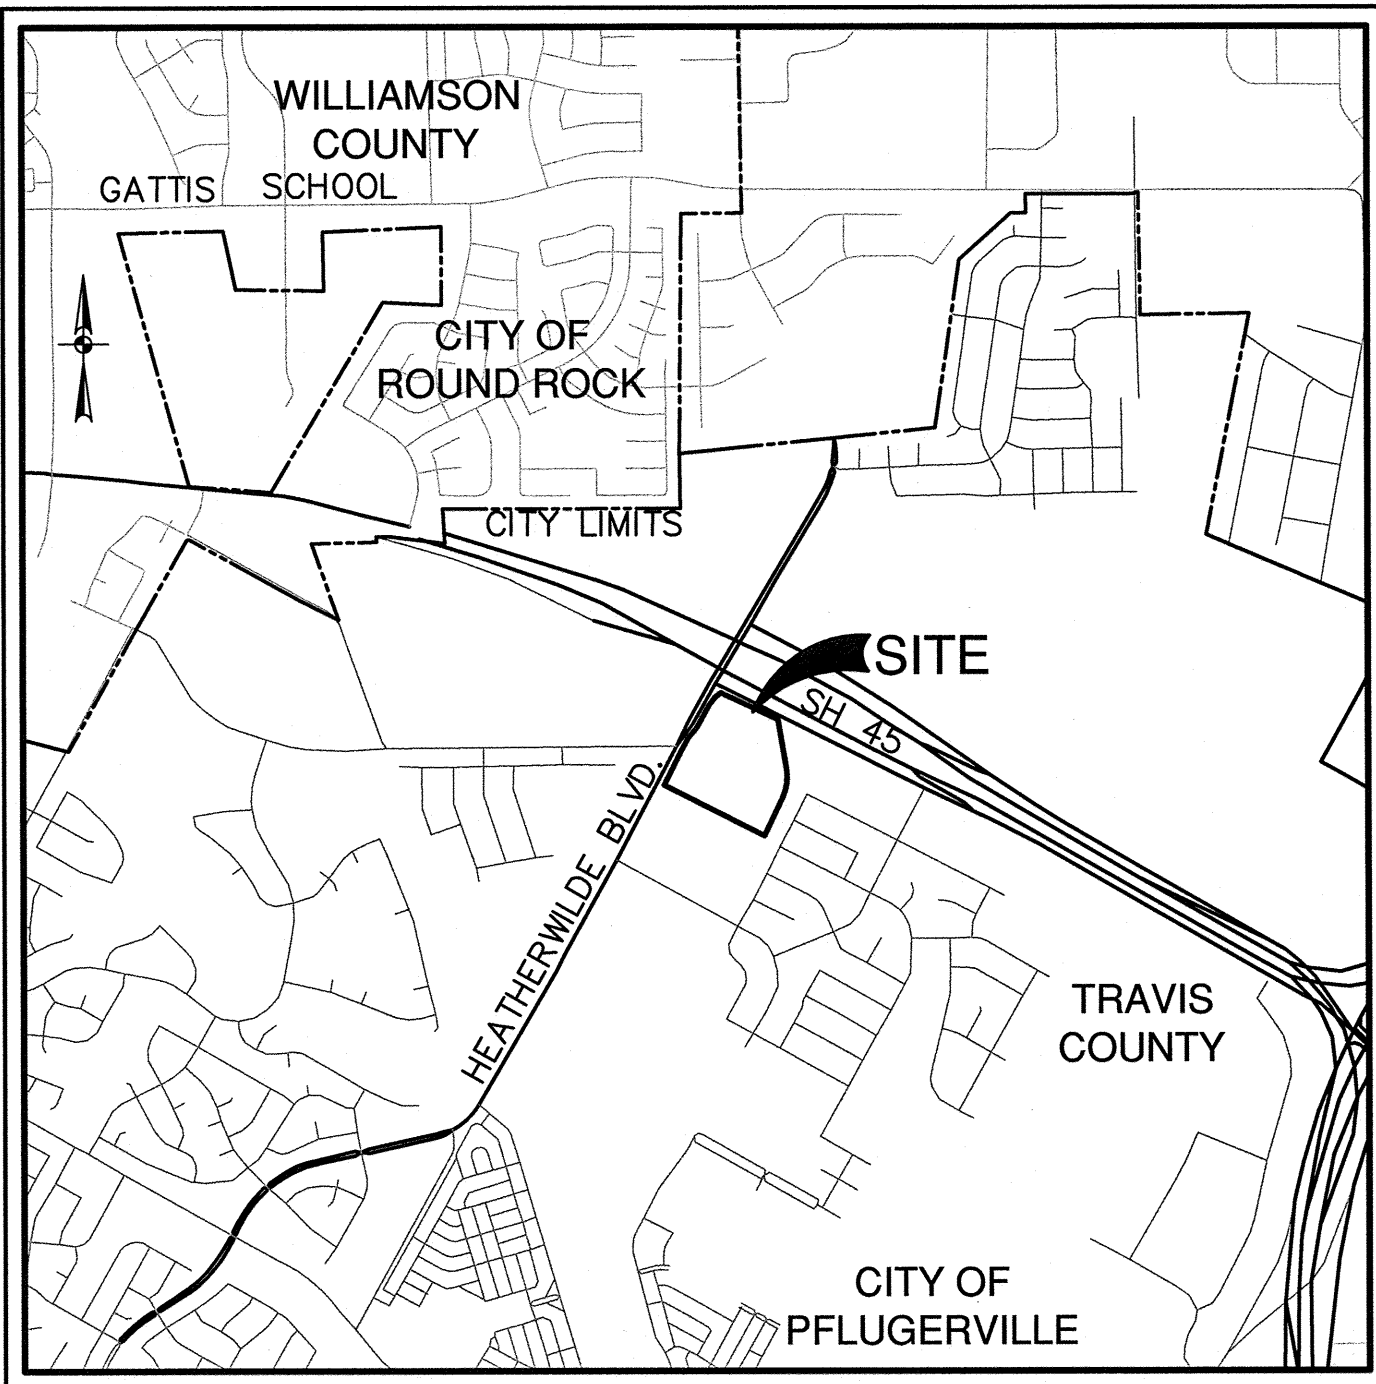 WILLIAMSON
COUNTY
GATTIS SCHOOL
CITY OF
ROUND ROCK
CITY LIMITS
SITE
SH 45
HEATHERWILDE BLVD.
TRAVIS
COUNTY
CITY OF
PFLUGERVILLE